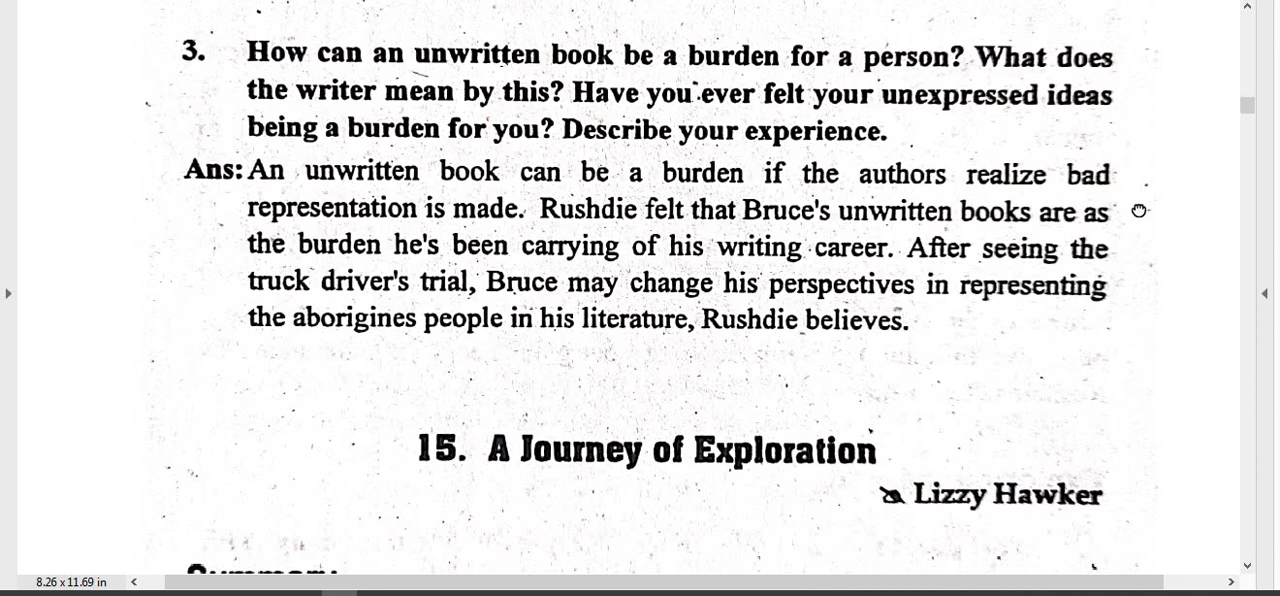 3. How can an unwritten book be a burden for a person? What does
the writer mean by this? Have you ever felt your unexpressed ideas
being a burden for you? Describe your experience.
Ans: An unwritten book can be a burden if the authors realize bad
representation is made. Rushdie felt that Bruce's unwritten books are as
the burden he's been carrying of his writing career. After seeing the
truck driver's trial, Bruce may change his perspectives in representing
the aborigines people in his literature, Rushdie believes.
15. A Journey of Exploration
Lizzy Hawker
8.26 x 11.69 in